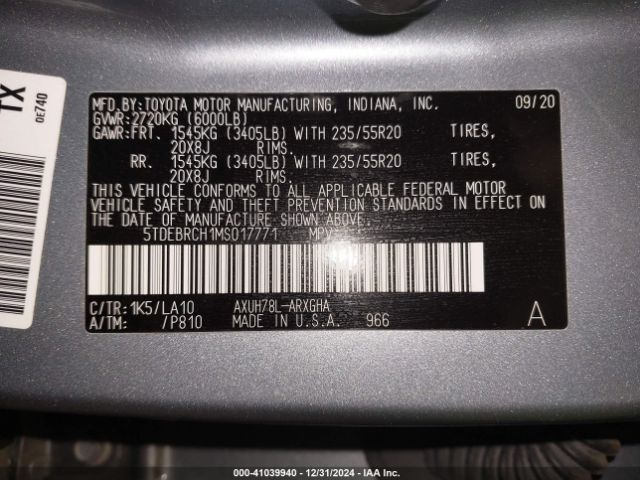 1X
0E740
MFD.BY:TOYOTA MOTOR MANUFACTURING, INDIANA, INC. 09/20
GVWR:2720KG (6000LB)
GAWR:FRT. 1545KG (3405LB) WITH 235/55R20 TIRES,
20X8J RIMS.
RR. 1545KG (3405LB) WITH 235/55R20 TIRES,
20X8J RIMS.
THIS VEHICLE CONFORMS TO ALL APPLICABLE FEDERAL MOTOR
VEHICLE SAFETY AND THEFT PREVENTION STANDARDS IN EFFECT ON
THE DATE OF MANUFACTURE SHOWN ABOVE.
5TDEBRCH1MS017771 MPV
C/TR:1K5/LA10 AXUH78L-ARXGHA
A/TM: /P810 MADE IN U.S.A. 966 A
000-41039940 - 12/31/2024 - IAA Inc.